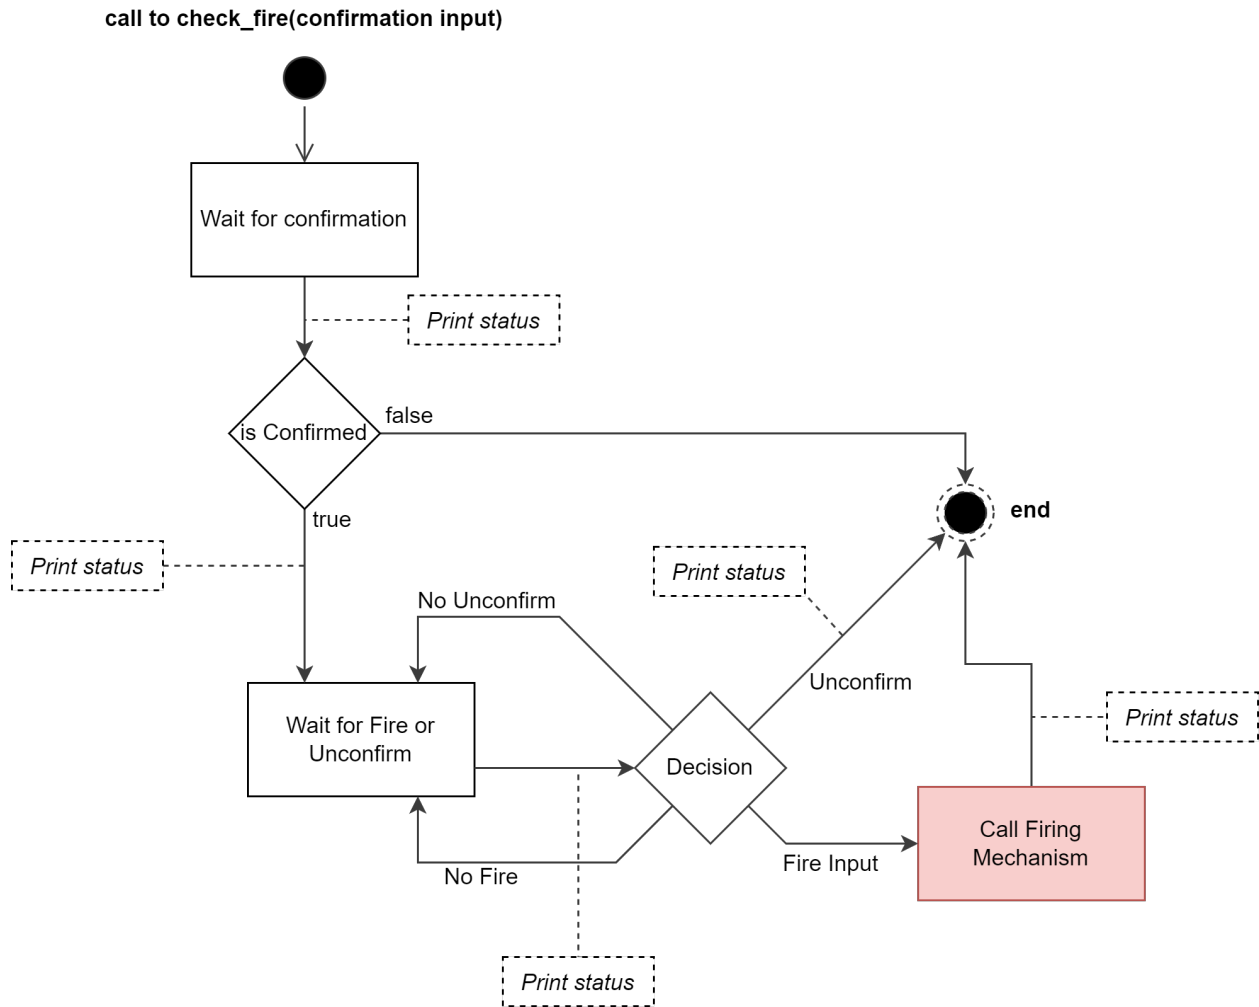 call to check_fire(confirmation input)
Wait for confirmation
Print status
is Confirmed
false
true
end
Print status
Print status
No Unconfirm
Unconfirm
Wait for Fire or
Unconfirm
Decision
Print status
Call Firing
Mechanism
Fire Input
No Fire
Print status